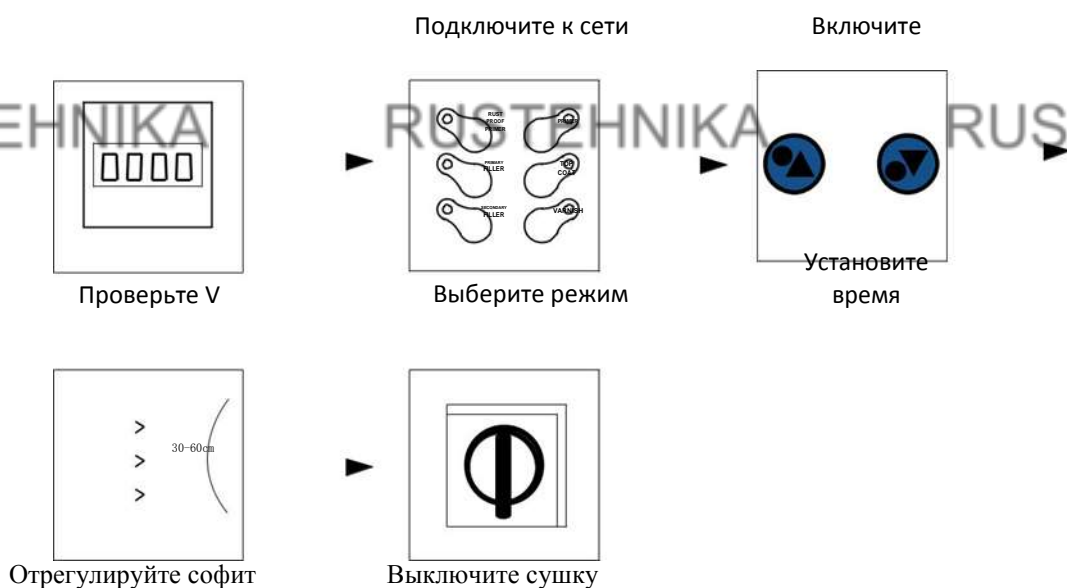 Подключите к сети
Включите
EHNIKA
RUSTEHNIKA
RUS
0000
RUST
PROOF
PRIMER
PRIMARY
FILLER
SECONDARY
FILLER
PRIMER
TOP
COAT
VARNISH
Проверьте V
Выберите режим
Установите
время
30-60cm
Отрегулируйте софит
Выключите сушку